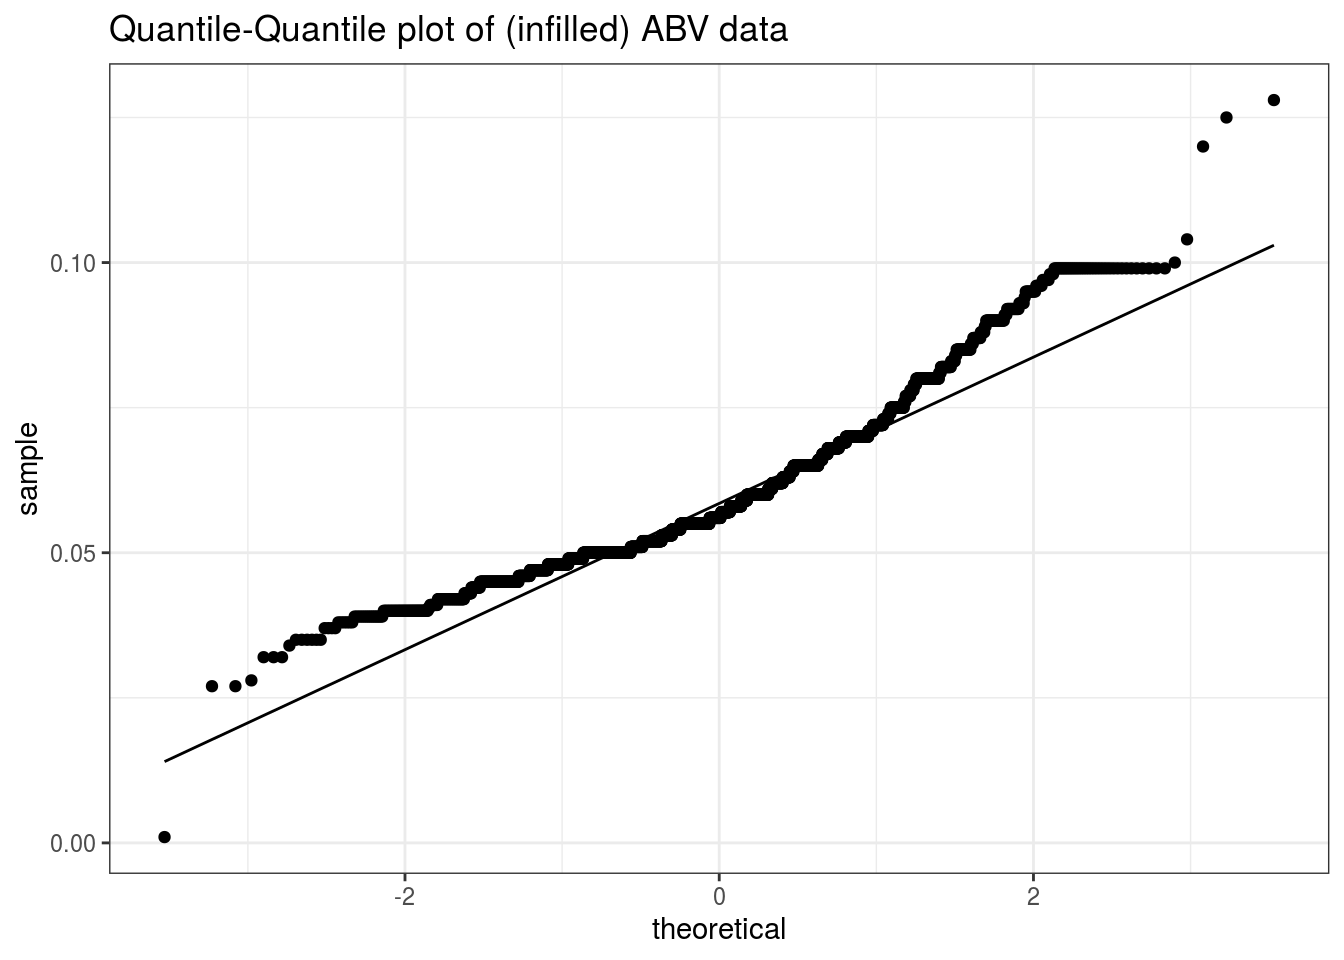 Quantile-Quantile plot of (infilled) ABV data
0.10
0.05
0.00
sample
-2
0
2
theoretical